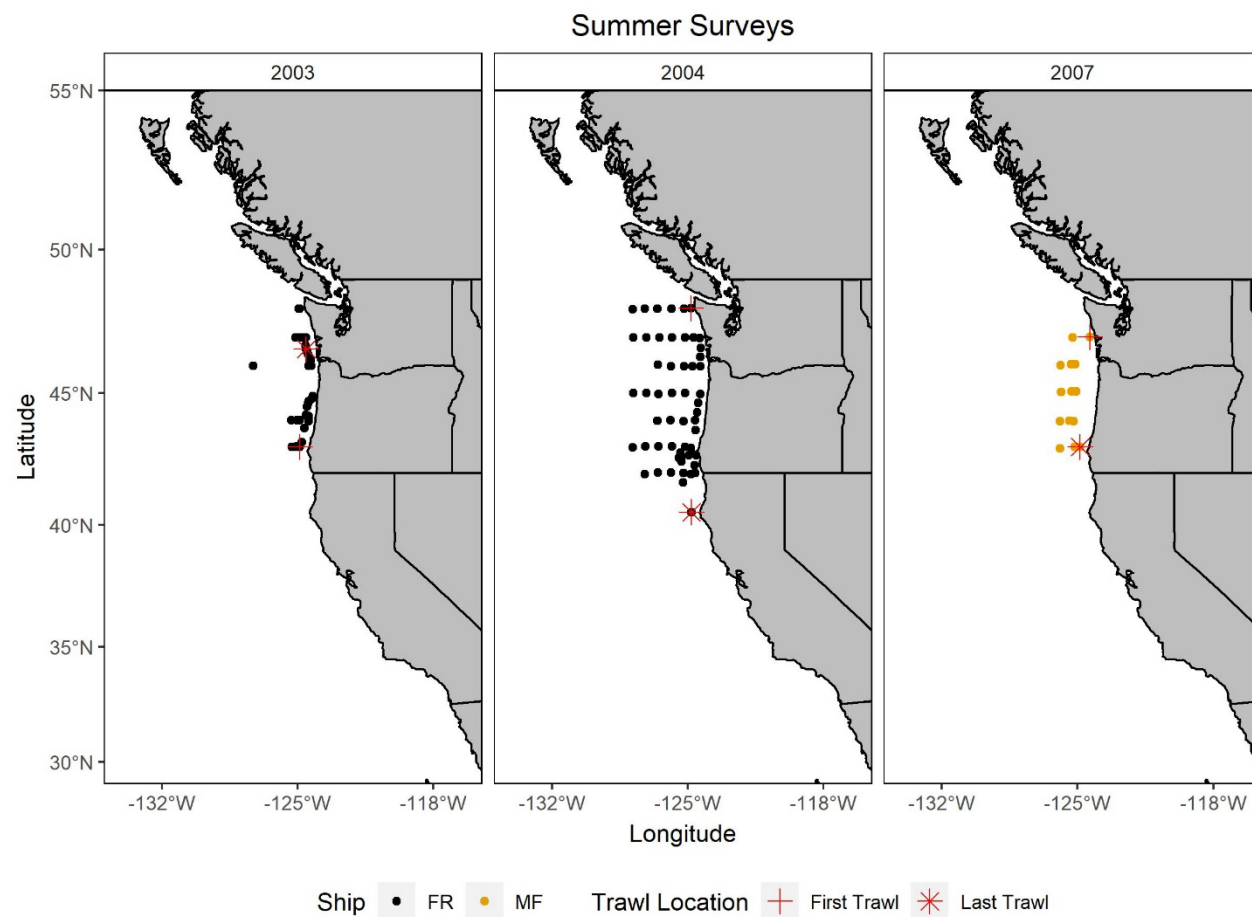 Summer Surveys
2003
2004
2007
55°N
50°N
45°N
40°N
35°N
30°N
Latitude
-132°W -125°W -118°W
-132°W -125°W -118°W
-132°W -125°W -118°W
Longitude
Ship FR MF Trawl Location First Trawl Last Trawl